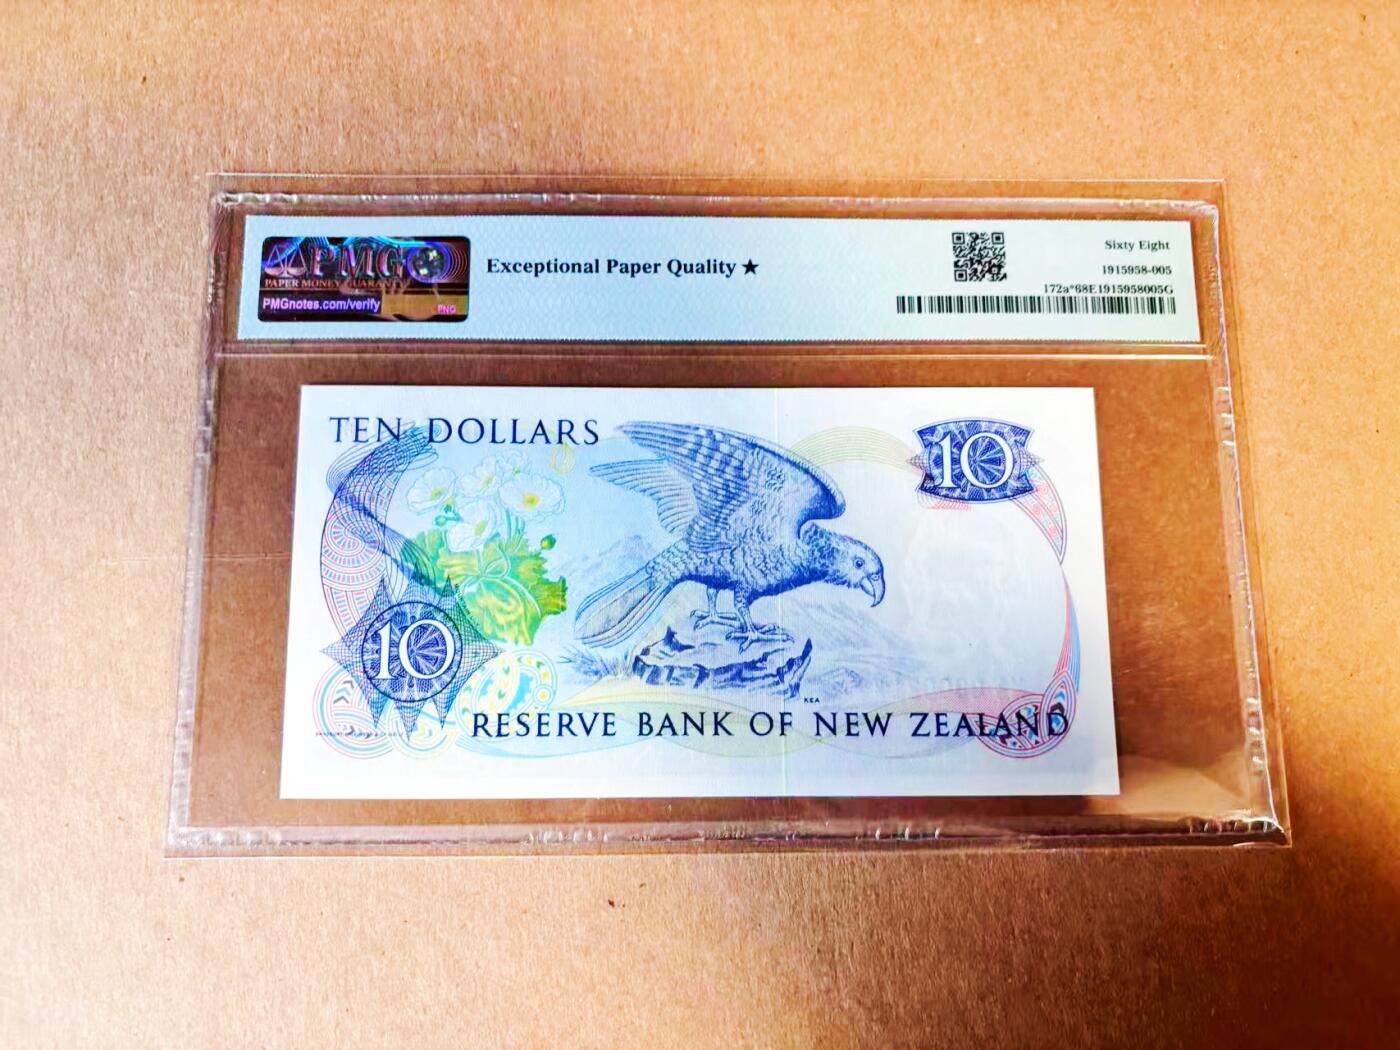 PMG
PAPER MONEY GUARANTY
PMGnotes.com/verify
PNG
Exceptional Paper Quality ★
Sixty Eight
1915958-005
172a*68E1915958005G
TEN DOLLARS
10
10
KEA
RESERVE BANK OF NEW ZEALAND